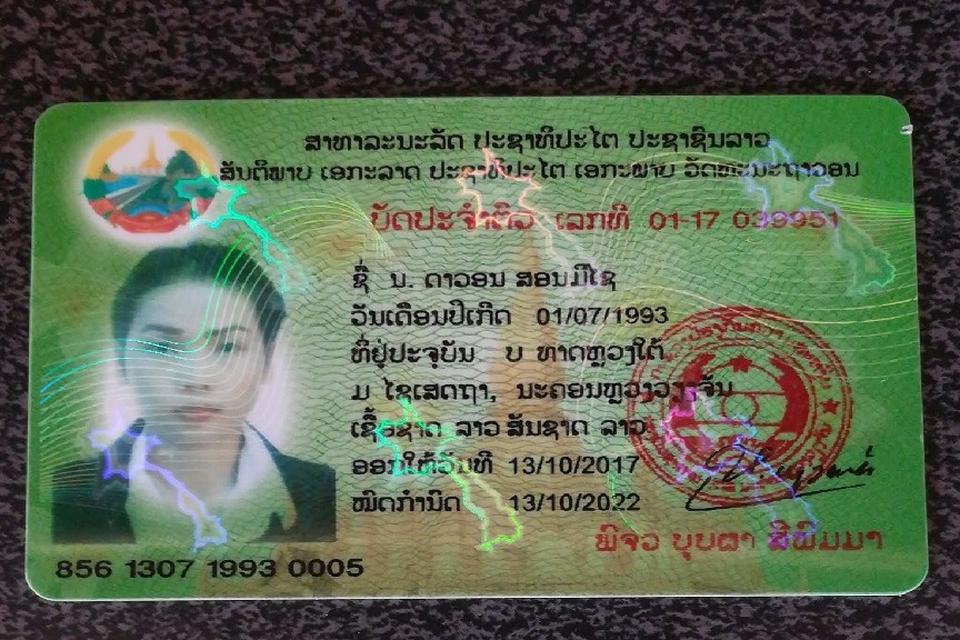 ສາທາລະນະລັດ ປະຊາທິປະໄຕ ປະຊາຊົນລາວ
ສັນຕິພາບ ເອກະລາດ ປະຊາທິປະໄຕ ເອກະພາບ ວັດທະນະຖາວອນ
ບັດປະຈຳຕົວ ເລກທີ 01-17 039951
ຊື່ ນ. ດາວອນ ສອນມີໄຊ
ວັນເດືອນປີເກີດ 01/07/1993
ທີ່ຢູ່ປະຈຸບັນ ບ ທາດຫຼວງໃຕ້
ມ ໄຊເສດຖາ, ນະຄອນຫຼວງວຽງຈັນ
ເຊື້ອຊາດ ລາວ ສັນຊາດ ລາວ
ອອກໃຫ້ວັນທີ 13/10/2017
ໝົດກຳນົດ 13/10/2022
ພິຈວ ບຸບຜາ ສີພິມມາ
856 1307 1993 0005